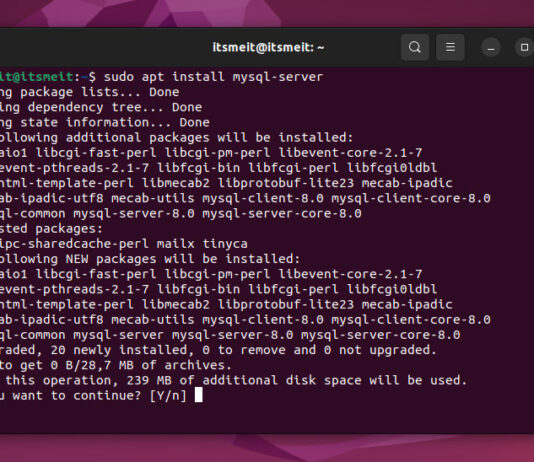 itsmeit@itsmeit: ~
it@itsmeit:~$ sudo apt install mysql-server
ng package lists... Done
ing dependency tree... Done
ng state information... Done
ollowing additional packages will be installed:
aio1 libcgi-fast-perl libcgi-pm-perl libevent-core-2.1-7
event-pthreads-2.1-7 libfcgi-bin libfcgi-perl libfcgi0ldbl
html-template-perl libmecab2 libprotobuf-lite23 mecab-ipadic
ab-ipadic-utf8 mecab-utils mysql-client-8.0 mysql-client-core-8.0
ql-common mysql-server-8.0 mysql-server-core-8.0
sted packages:
ipc-sharedcache-perl mailx tinyca
ollowing NEW packages will be installed:
aio1 libcgi-fast-perl libcgi-pm-perl libevent-core-2.1-7
event-pthreads-2.1-7 libfcgi-bin libfcgi-perl libfcgi0ldbl
html-template-perl libmecab2 libprotobuf-lite23 mecab-ipadic
ab-ipadic-utf8 mecab-utils mysql-client-8.0 mysql-client-core-8.0
ql-common mysql-server mysql-server-8.0 mysql-server-core-8.0
raded, 20 newly installed, 0 to remove and 0 not upgraded.
to get 0 B/28,7 MB of archives.
this operation, 239 MB of additional disk space will be used.
u want to continue? [Y/n]